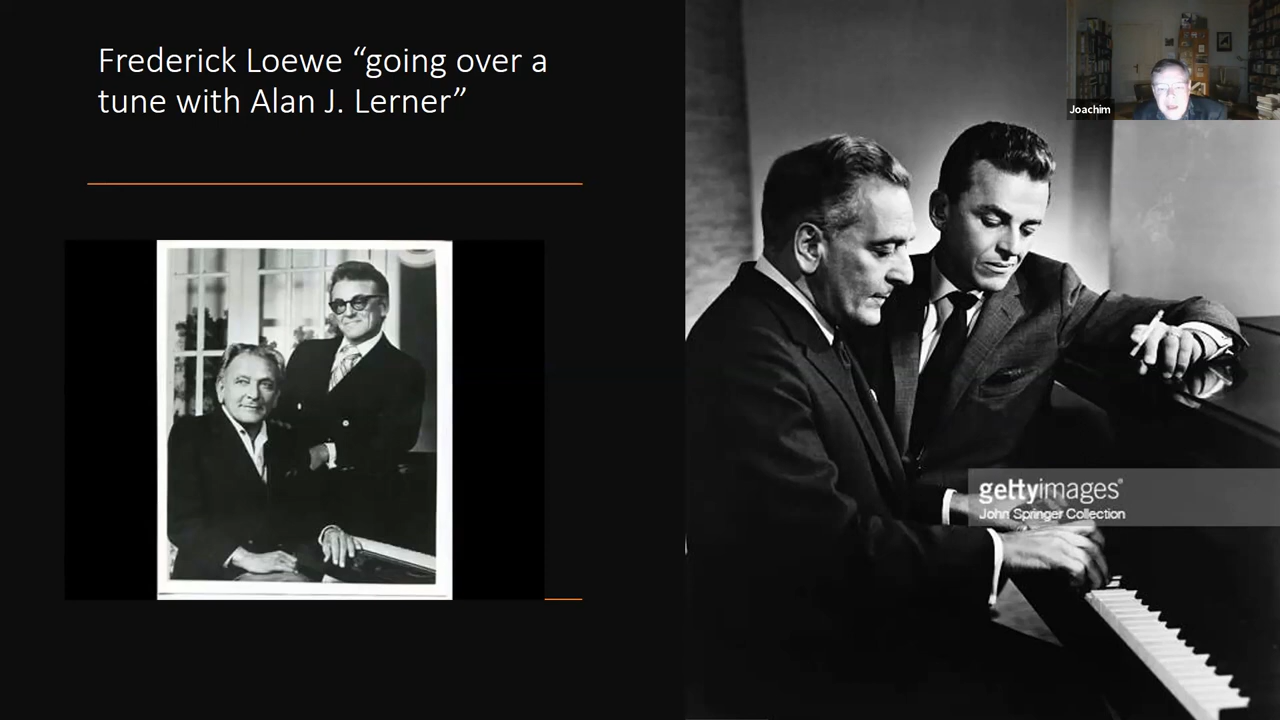 Frederick Loewe “going over a
tune with Alan J. Lerner”
Joachim
gettyimages®
John Springer Collection